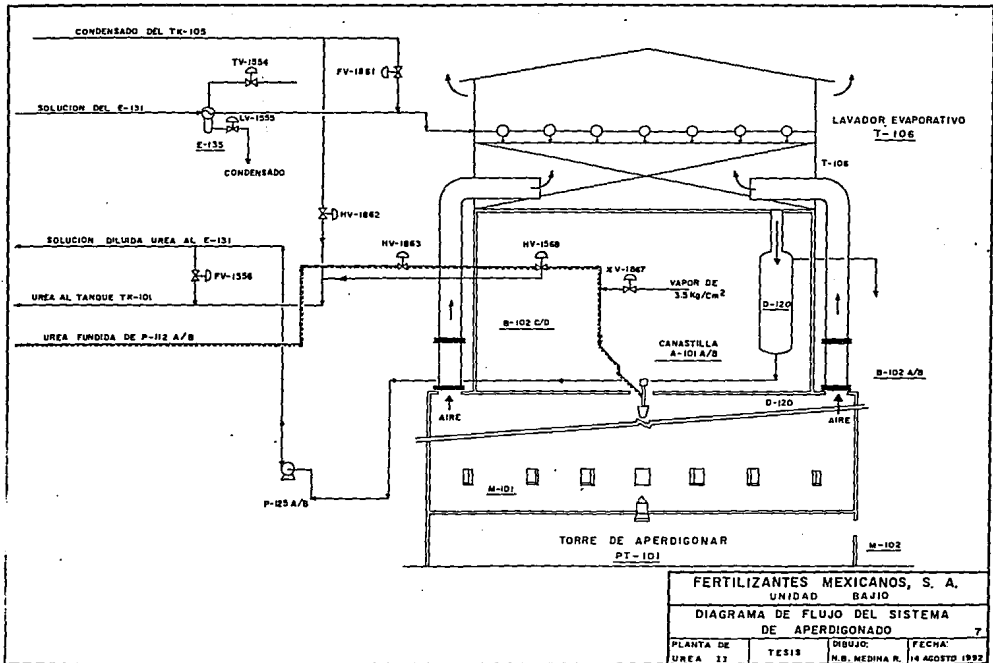 CONDENSADO DEL TK-105
TV-1554
FV-1861
SOLUCION DEL E-131
LV-1555
E-135
CONDENSADO
LAVADOR EVAPORATIVO
T-106
T-106
HV-1862
SOLUCION DILUIDA UREA AL E-131
HV-1863
HV-1568
FV-1556
XV-1867
VAPOR DE
3.5 Kg/Cm2
UREA AL TANQUE TK-101
D-120
B-102 C/D
UREA FUNDIDA DE P-112 A/B
CANASTILLA
A-101 A/B
B-102 A/B
D-120
AIRE
AIRE
M-101
P-125 A/B
TORRE DE APERDIGONAR
PT-101
M-102
FERTILIZANTES MEXICANOS, S. A.
UNIDAD BAJIO
DIAGRAMA DE FLUJO DEL SISTEMA
DE APERDIGONADO 7
PLANTA DE
UREA II
TESIS
DIBUJO:
N.B. MEDINA R.
FECHA:
14 AGOSTO 1992